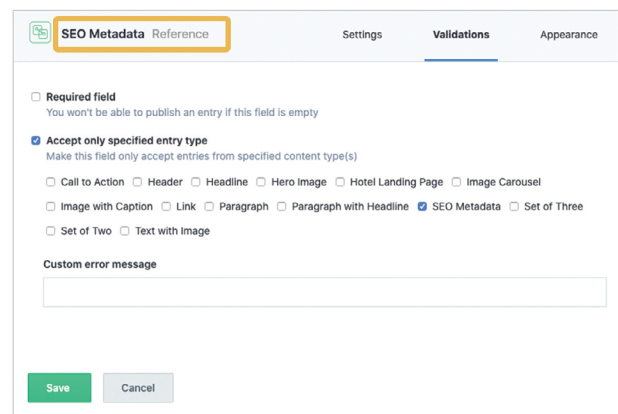 SEO Metadata Reference Settings Validations Appearance
Required field
You won't be able to publish an entry if this field is empty
Accept only specified entry type
Make this field only accept entries from specified content type(s)
Call to Action Header Headline Hero Image Hotel Landing Page Image Carousel
Image with Caption Link Paragraph Paragraph with Headline SEO Metadata Set of Three
Set of Two Text with Image
Custom error message
Save Cancel